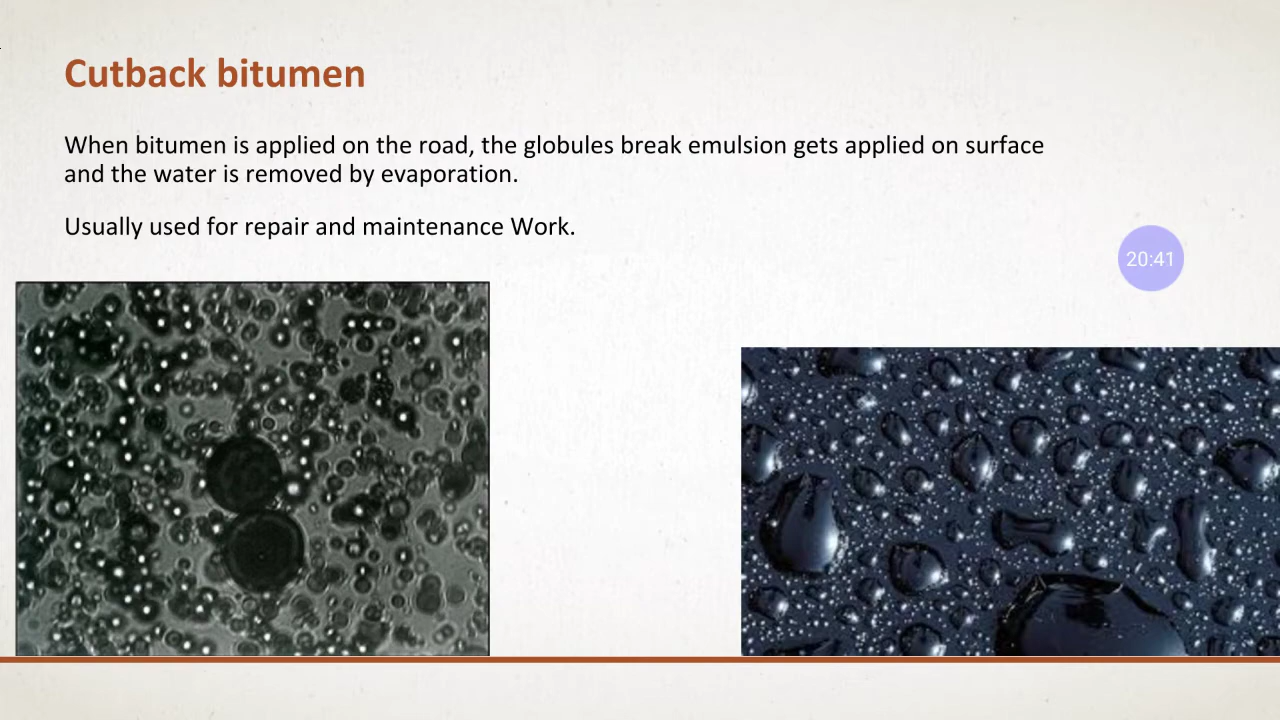 Cutback bitumen
When bitumen is applied on the road, the globules break emulsion gets applied on surface
and the water is removed by evaporation.
Usually used for repair and maintenance Work.
20:41